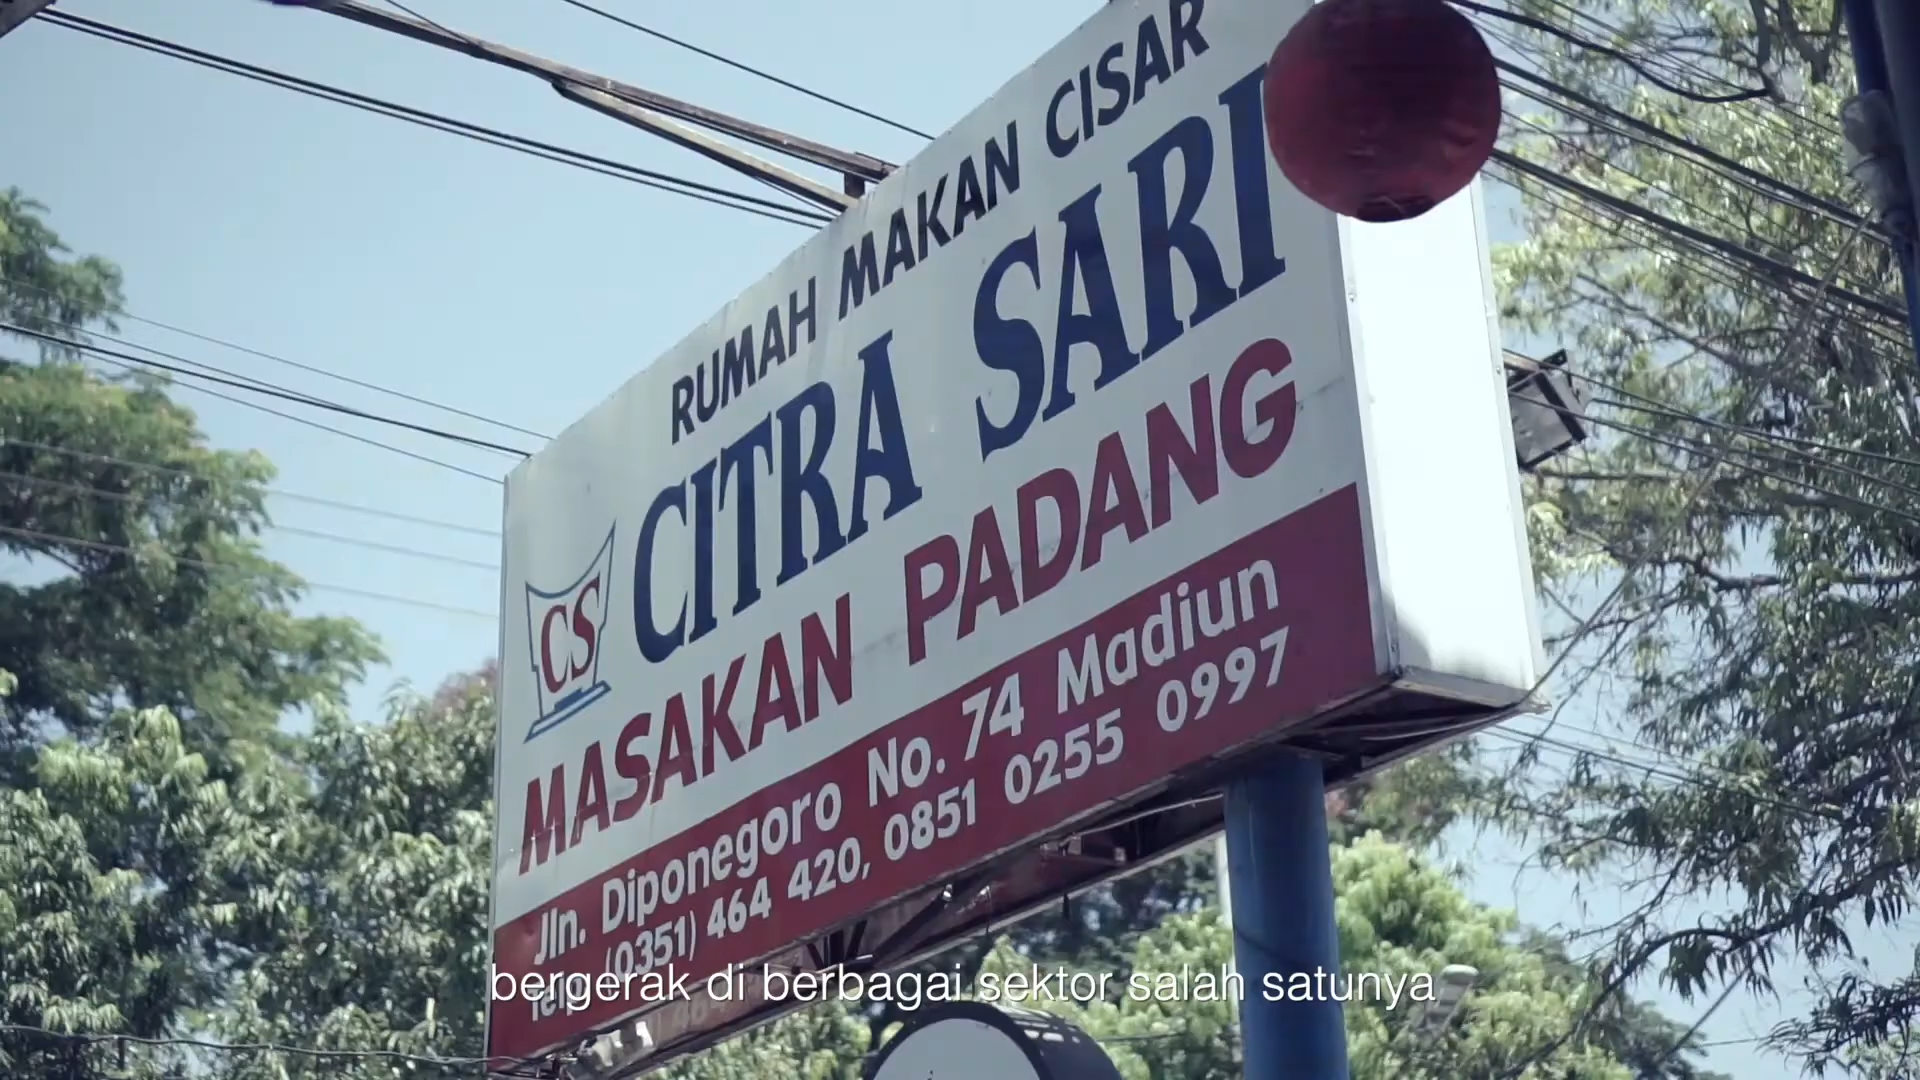 RUMAH MAKAN CISAR
CITRA SARI
CS
MASAKAN PADANG
Jln. Diponegoro No. 74 Madiun
Telp. (0351) 464 420, 0851 0255 0997
bergerak di berbagai sektor salah satunya